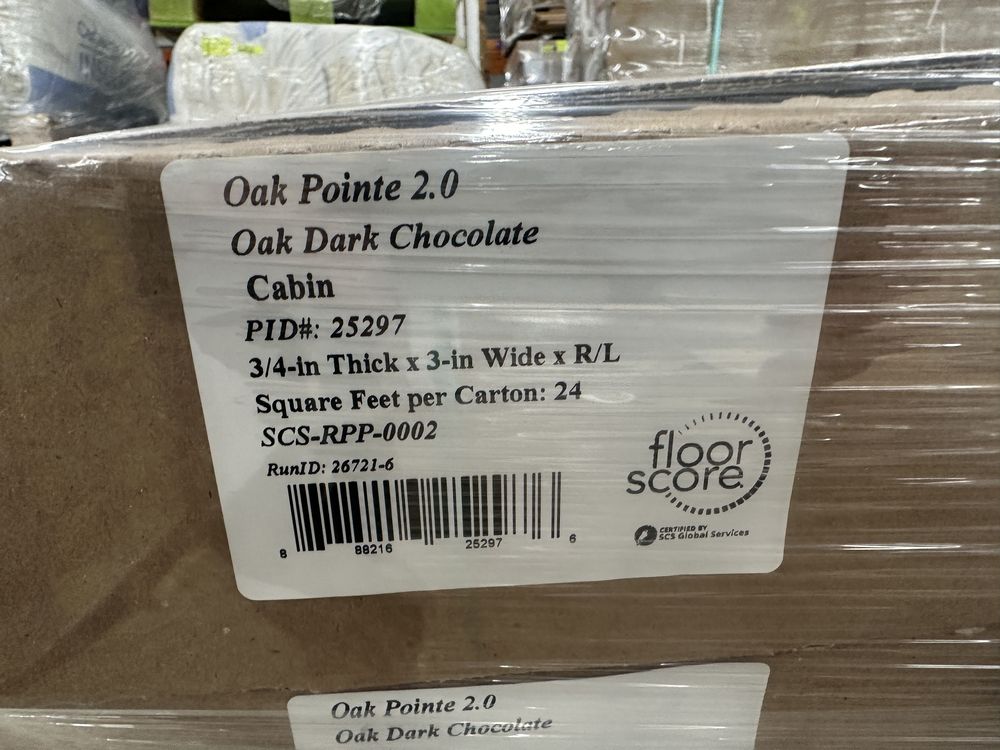 Oak Pointe 2.0
Oak Dark Chocolate
Cabin
PID#: 25297
3/4-in Thick x 3-in Wide x R/L
Square Feet per Carton: 24
SCS-RPP-0002
RunID: 26721-6
8 88216 25297 6
floor
score
CERTIFIED BY
SCS Global Services
Oak Pointe 2.0
Oak Dark Chocolate